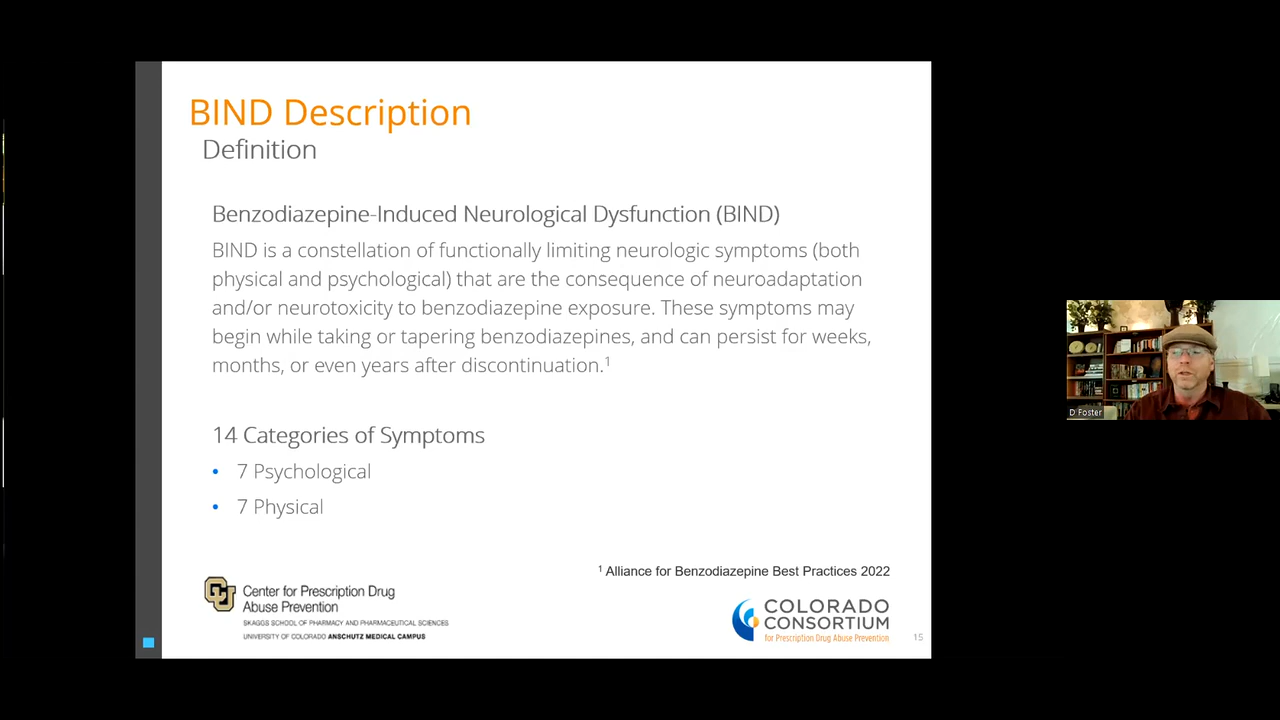 BIND Description
Definition
Benzodiazepine-Induced Neurological Dysfunction (BIND)
BIND is a constellation of functionally limiting neurologic symptoms (both
physical and psychological) that are the consequence of neuroadaptation
and/or neurotoxicity to benzodiazepine exposure. These symptoms may
begin while taking or tapering benzodiazepines, and can persist for weeks,
months, or even years after discontinuation.¹
14 Categories of Symptoms
• 7 Psychological
• 7 Physical
¹ Alliance for Benzodiazepine Best Practices 2022
CU
Center for Prescription Drug
Abuse Prevention
SKAGGS SCHOOL OF PHARMACY AND PHARMACEUTICAL SCIENCES
UNIVERSITY OF COLORADO ANSCHUTZ MEDICAL CAMPUS
COLORADO
CONSORTIUM
for Prescription Drug Abuse Prevention
15
D Foster